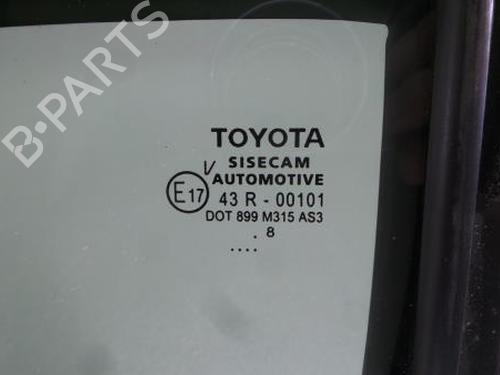 B-PARTS
TOYOTA
SISECAM
V AUTOMOTIVE
E17 43 R - 00101
DOT 899 M315 AS3
. 8
....